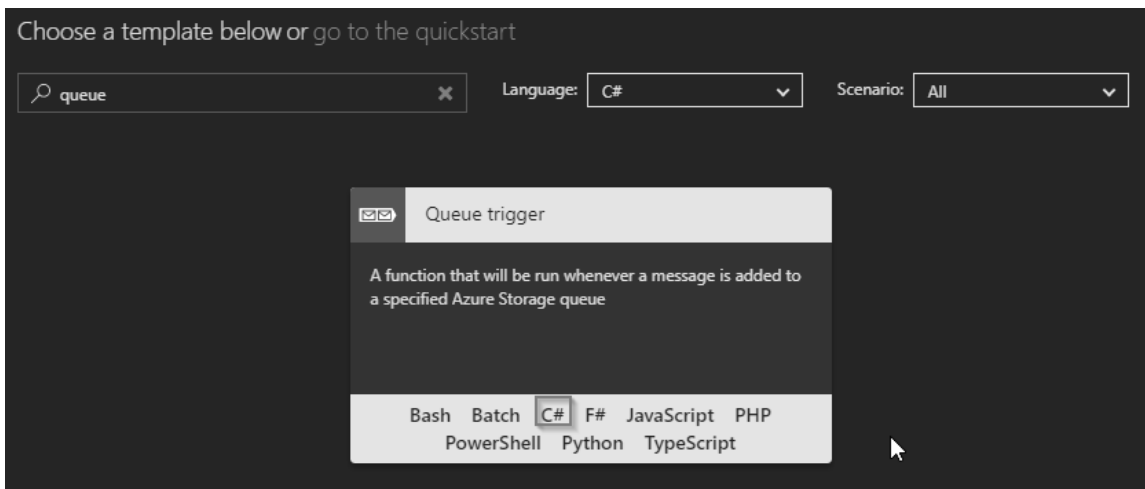 Choose a template below or go to the quickstart
queue
Language: C#
Scenario: All
Queue trigger
A function that will be run whenever a message is added to
a specified Azure Storage queue
Bash Batch C# F# JavaScript PHP
PowerShell Python TypeScript